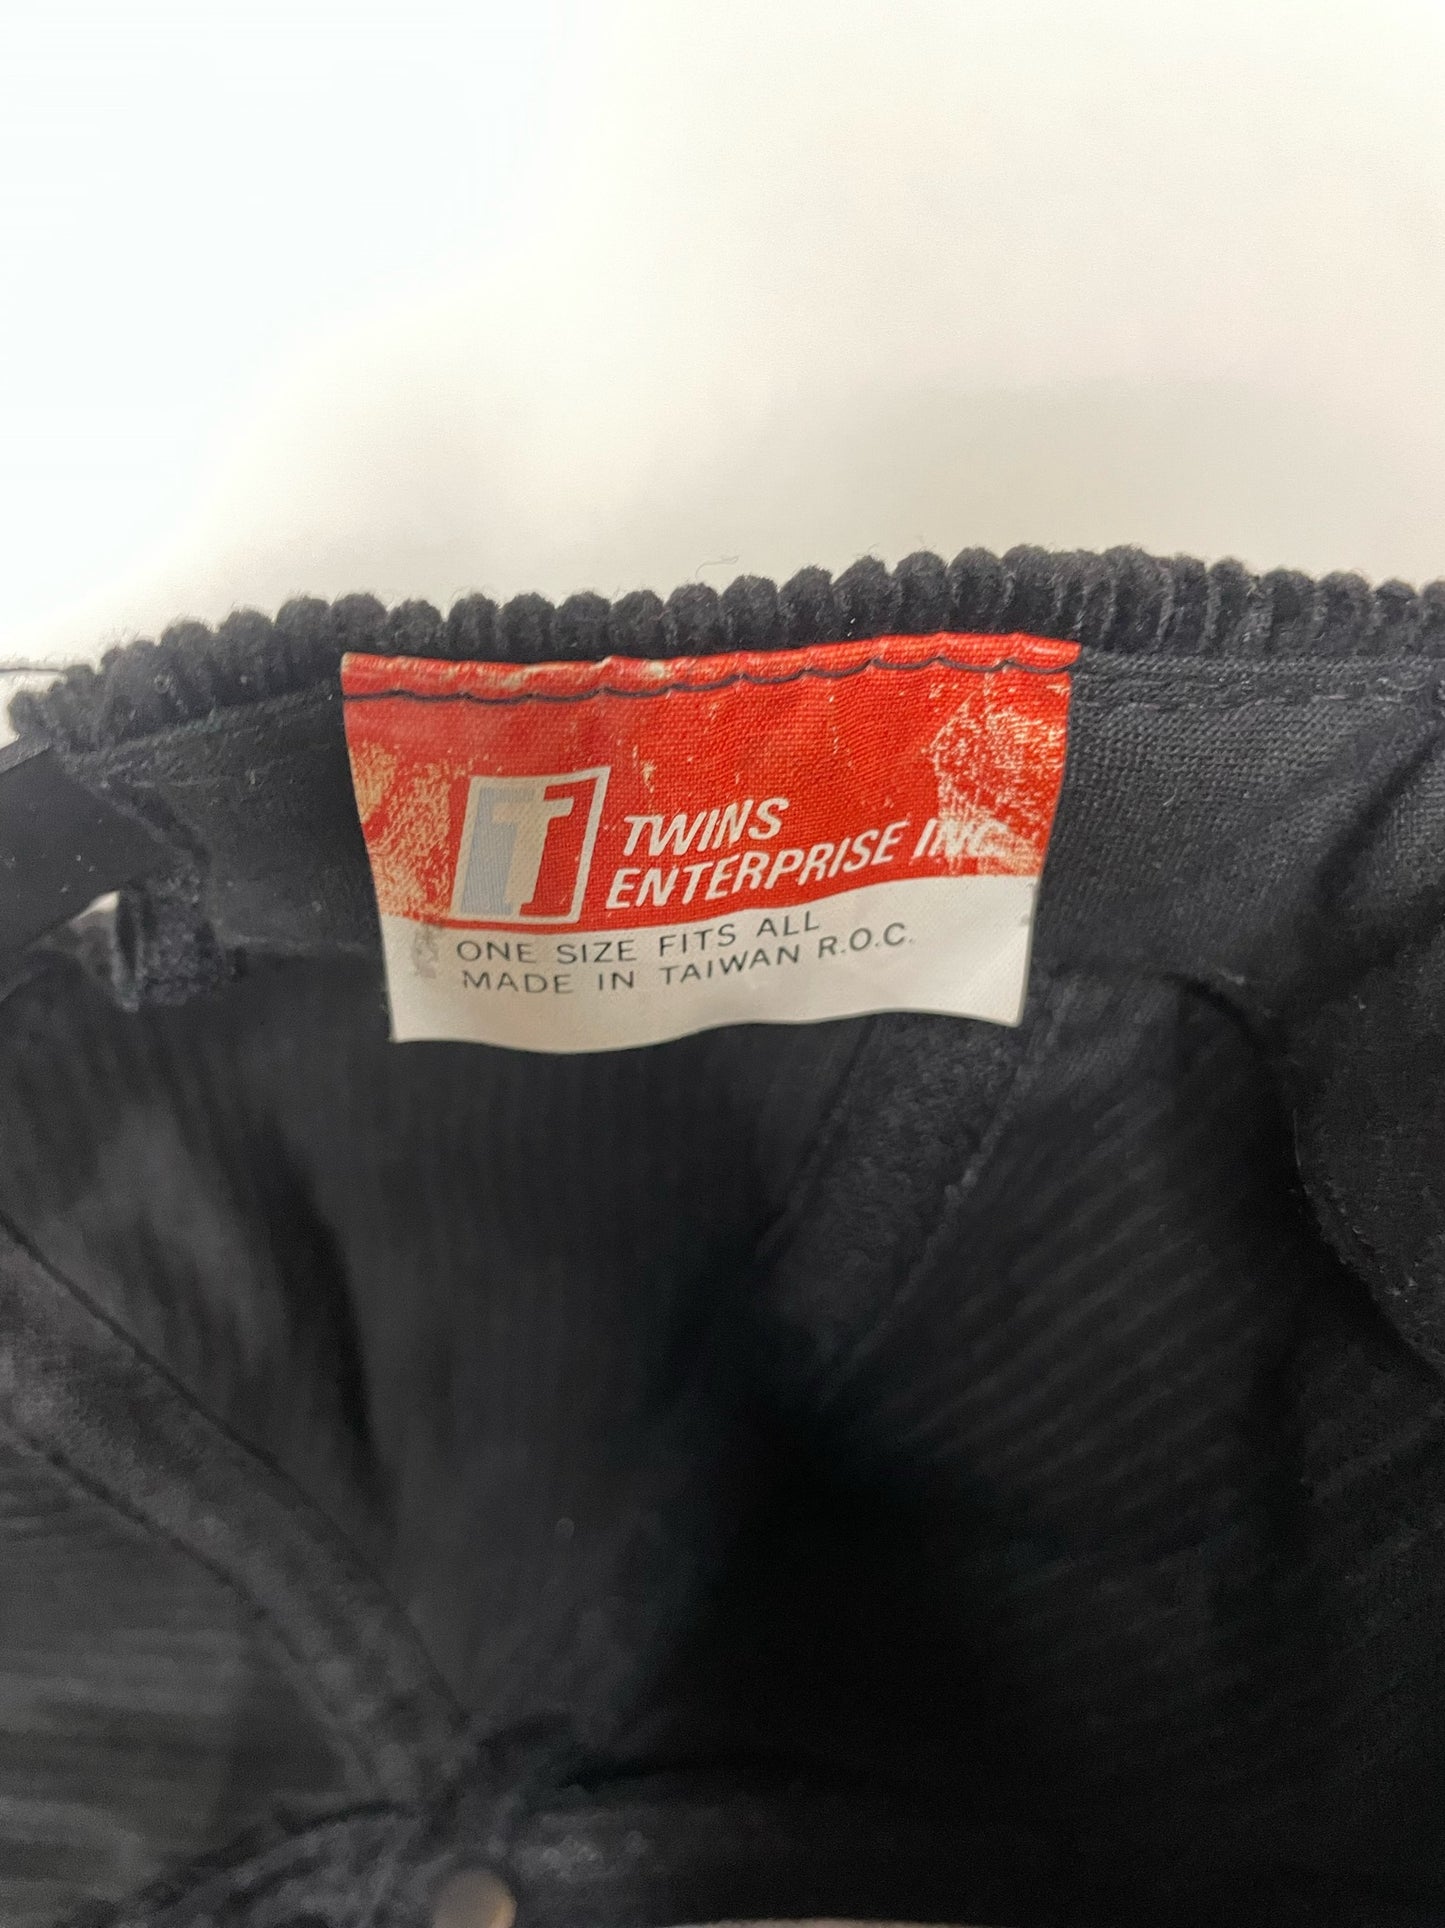 TWINS
ENTERPRISE INC.
ONE SIZE FITS ALL
MADE IN TAIWAN R.O.C.